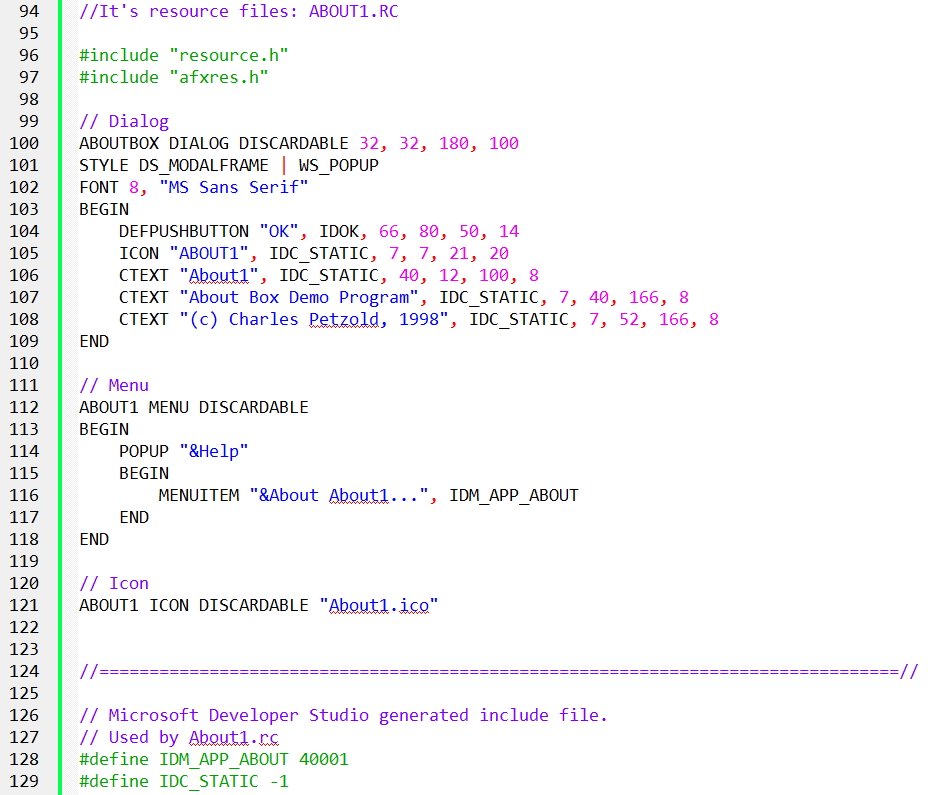 94 //It's resource files: ABOUT1.RC
95
96 #include "resource.h"
97 #include "afxres.h"
98
99 // Dialog
100 ABOUTBOX DIALOG DISCARDABLE 32, 32, 180, 100
101 STYLE DS_MODALFRAME | WS_POPUP
102 FONT 8, "MS Sans Serif"
103 BEGIN
104     DEFPUSHBUTTON "OK", IDOK, 66, 80, 50, 14
105     ICON "ABOUT1", IDC_STATIC, 7, 7, 21, 20
106     CTEXT "About1", IDC_STATIC, 40, 12, 100, 8
107     CTEXT "About Box Demo Program", IDC_STATIC, 7, 40, 166, 8
108     CTEXT "(c) Charles Petzold, 1998", IDC_STATIC, 7, 52, 166, 8
109 END
110
111 // Menu
112 ABOUT1 MENU DISCARDABLE
113 BEGIN
114     POPUP "&Help"
115     BEGIN
116         MENUITEM "&About About1...", IDM_APP_ABOUT
117     END
118 END
119
120 // Icon
121 ABOUT1 ICON DISCARDABLE "About1.ico"
122
123
124 //================================================================================//
125
126 // Microsoft Developer Studio generated include file.
127 // Used by About1.rc
128 #define IDM_APP_ABOUT 40001
129 #define IDC_STATIC -1